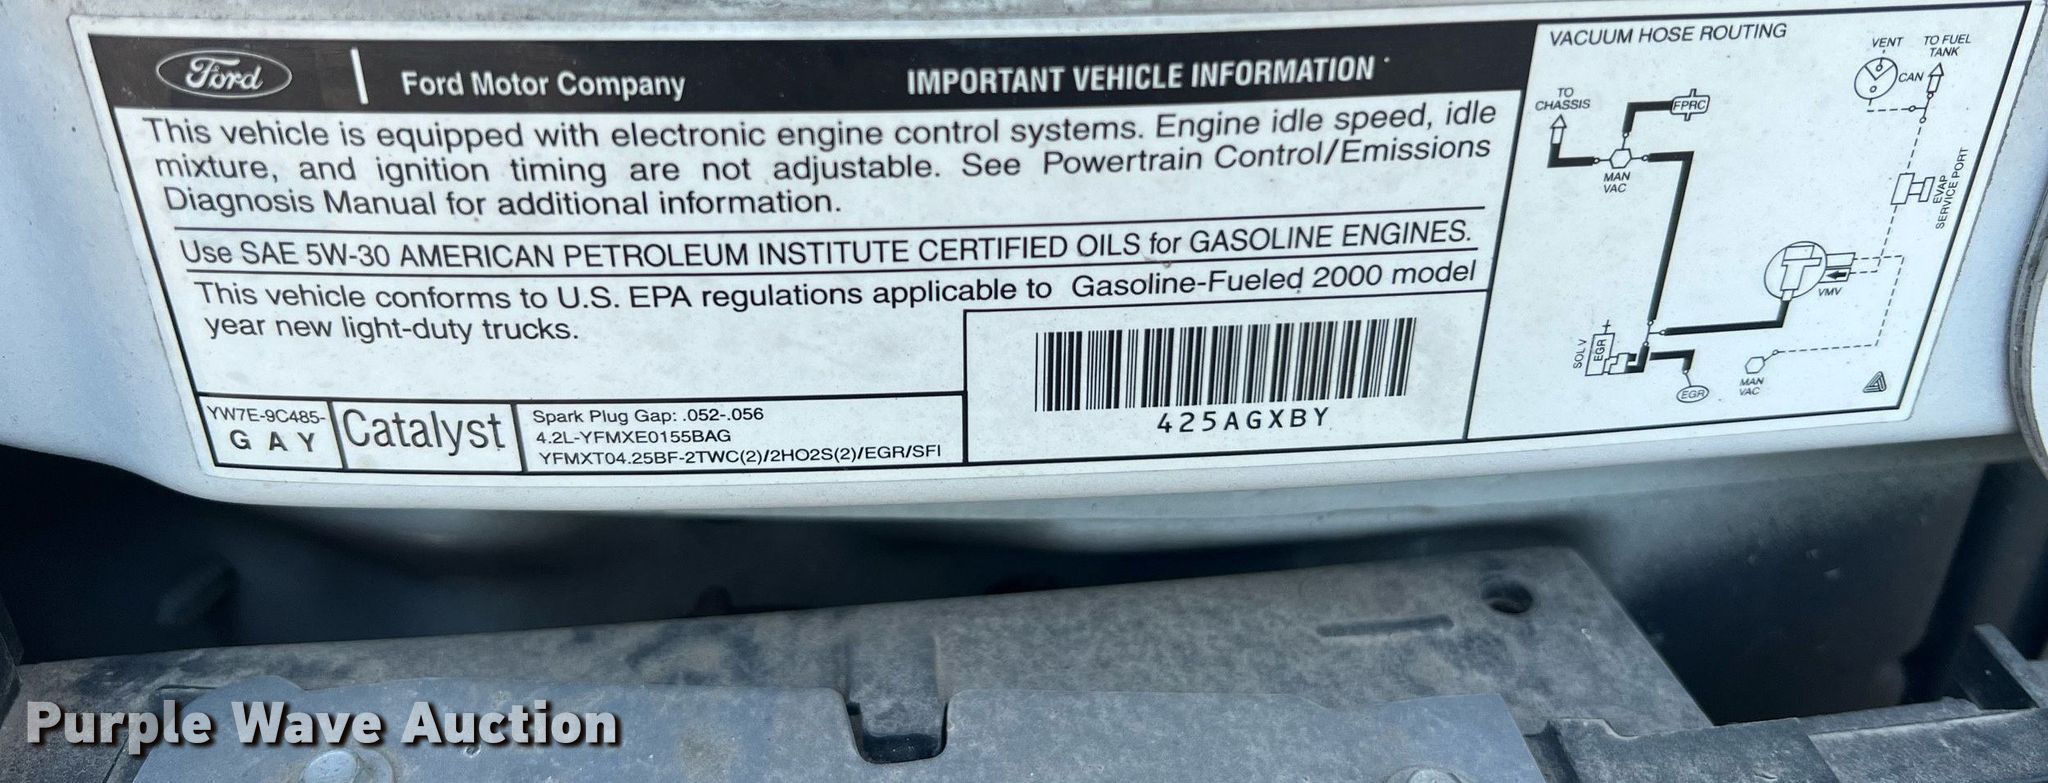 Ford
Ford Motor Company
IMPORTANT VEHICLE INFORMATION
This vehicle is equipped with electronic engine control systems. Engine idle speed, idle
mixture, and ignition timing are not adjustable. See Powertrain Control/Emissions
Diagnosis Manual for additional information.
Use SAE 5W-30 AMERICAN PETROLEUM INSTITUTE CERTIFIED OILS for GASOLINE ENGINES.
This vehicle conforms to U.S. EPA regulations applicable to Gasoline-Fueled 2000 model
year new light-duty trucks.
YW7E-9C485-
G A Y
Catalyst
Spark Plug Gap: .052-.056
4.2L-YFMXE0155BAG
YFMXT04.25BF-2TWC(2)/2HO2S(2)/EGR/SFI
425AGXBY
VACUUM HOSE ROUTING
TO
CHASSIS
FPRC
MAN
VAC
VENT
TO FUEL
TANK
CAN
EVAP
SERVICE PORT
VMV
SOL V
EGR
EGR
MAN
VAC
Purple Wave Auction